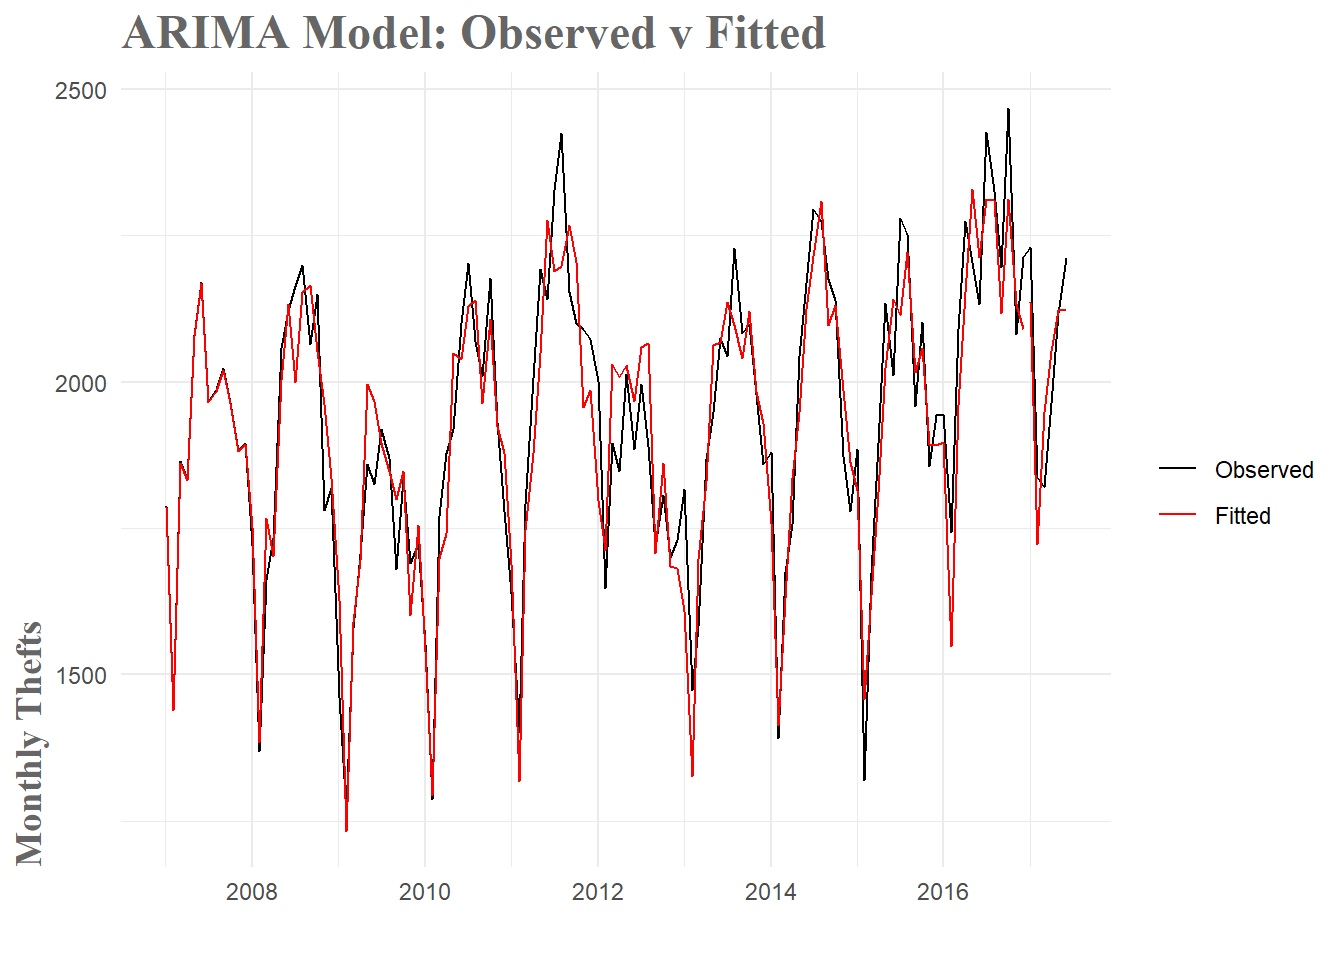 ARIMA Model: Observed v Fitted
2500
2000
1500
Monthly Thefts
2008 2010 2012 2014 2016
Observed
Fitted